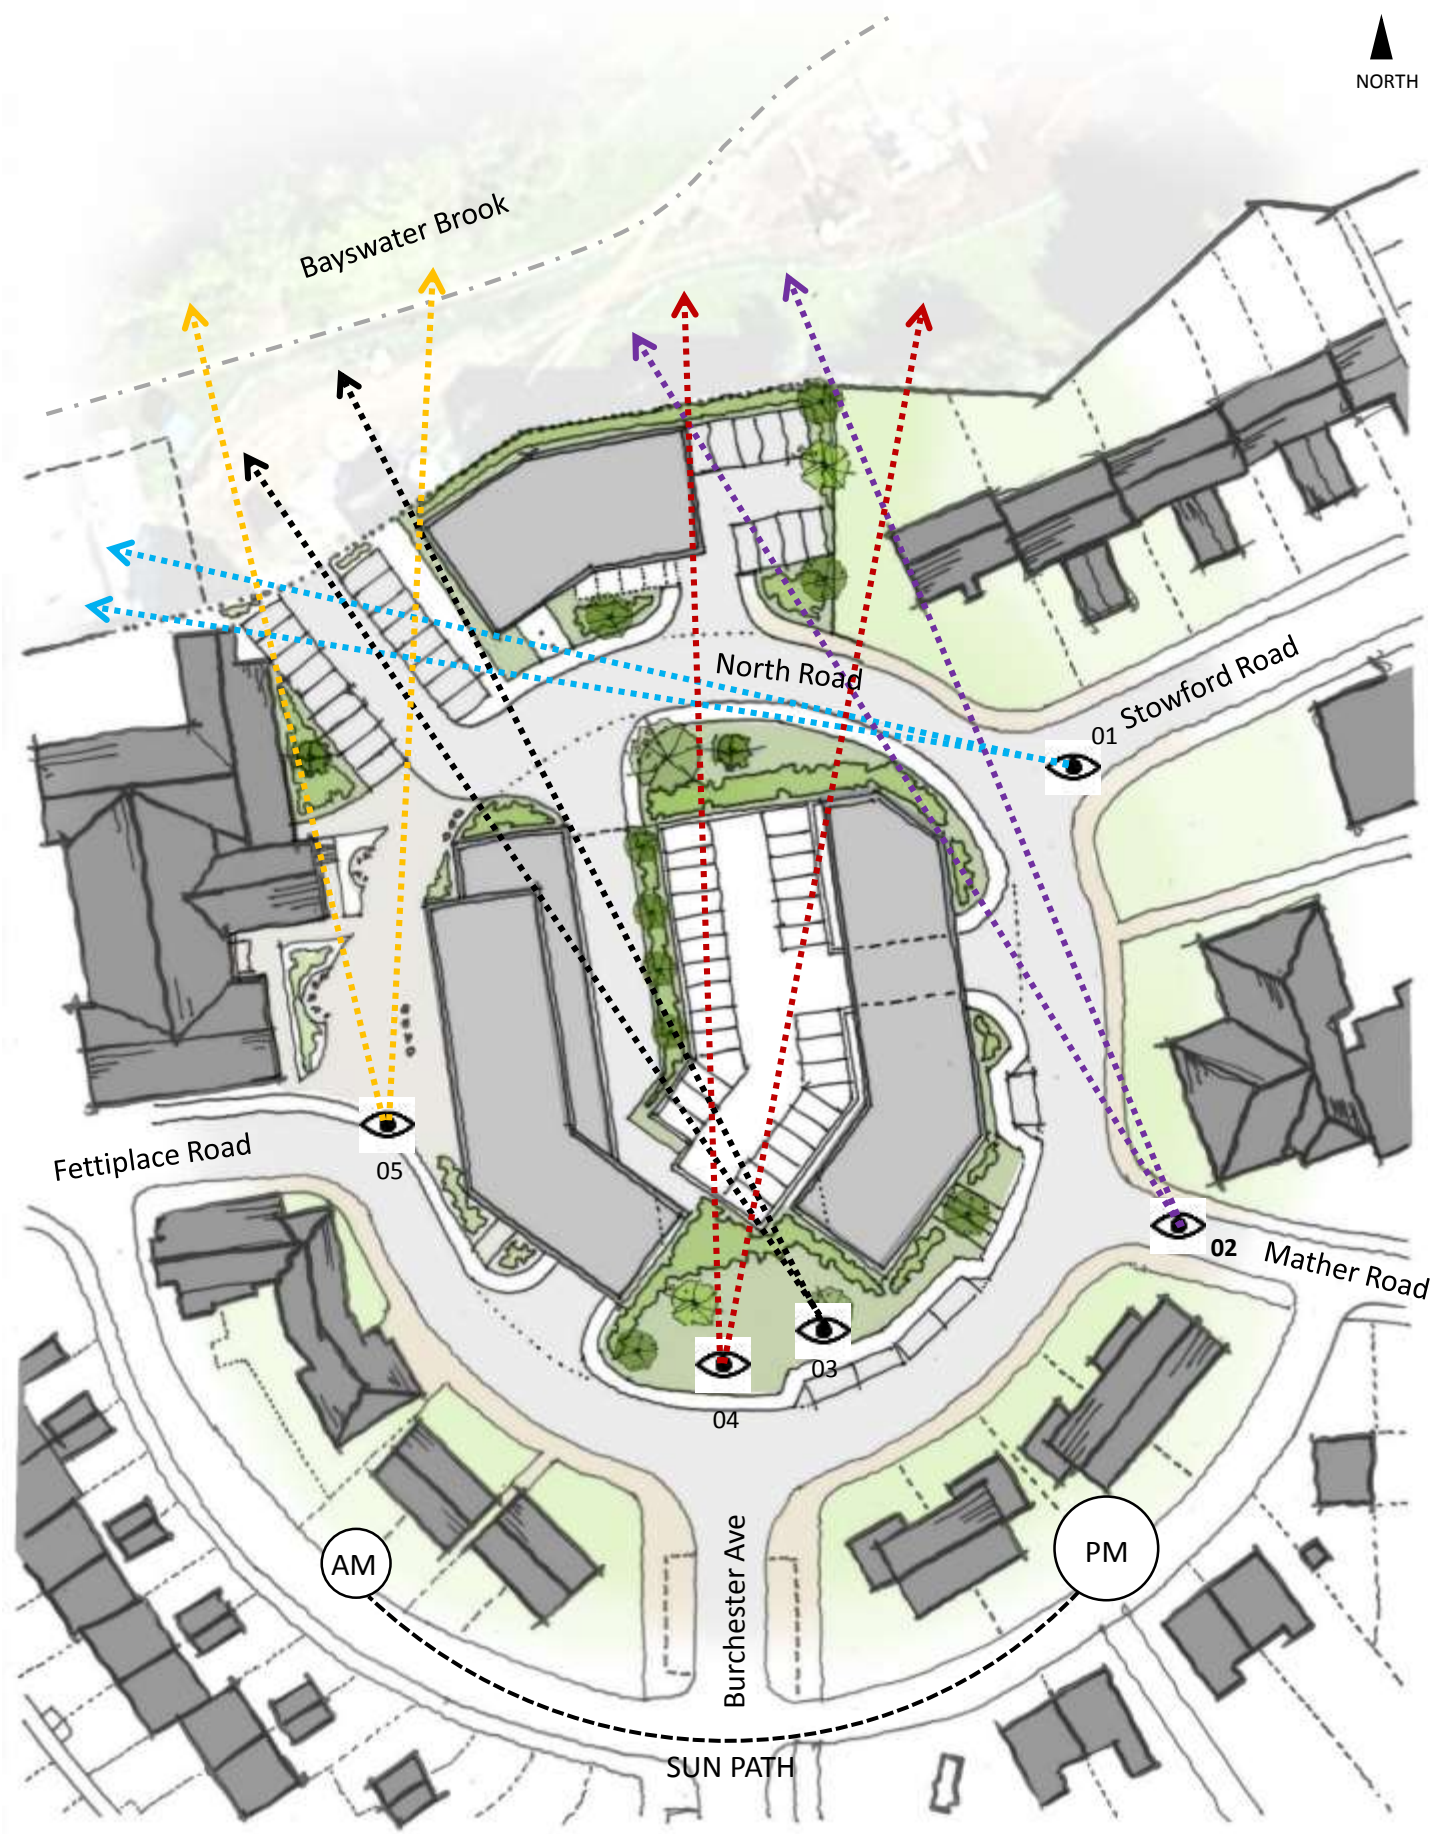 NORTH
Bayswater Brook
North Road
Stowford Road
01
Fettiplace Road
05
02
Mather Road
03
04
AM
PM
Burchester Ave
SUN PATH